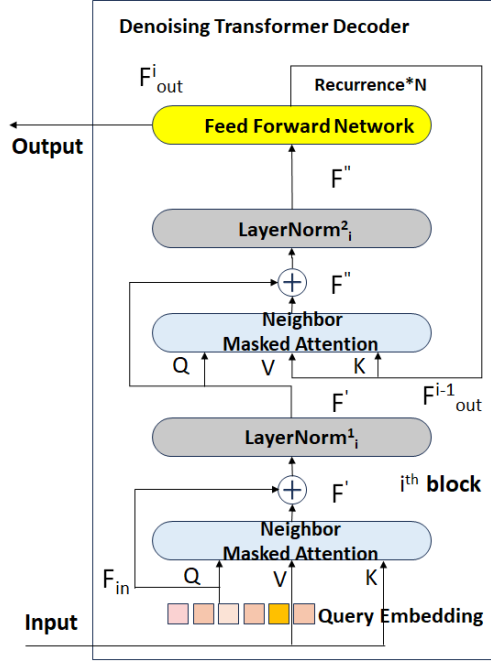 Denoising Transformer Decoder
F^i_out
Recurrence*N
Feed Forward Network
Output
F"
LayerNorm²_i
F"
Neighbor
Masked Attention
Q
V
K
F'
F^{i-1}_out
LayerNorm¹_i
i^th block
F'
Neighbor
Masked Attention
F_in
Q
V
K
Query Embedding
Input